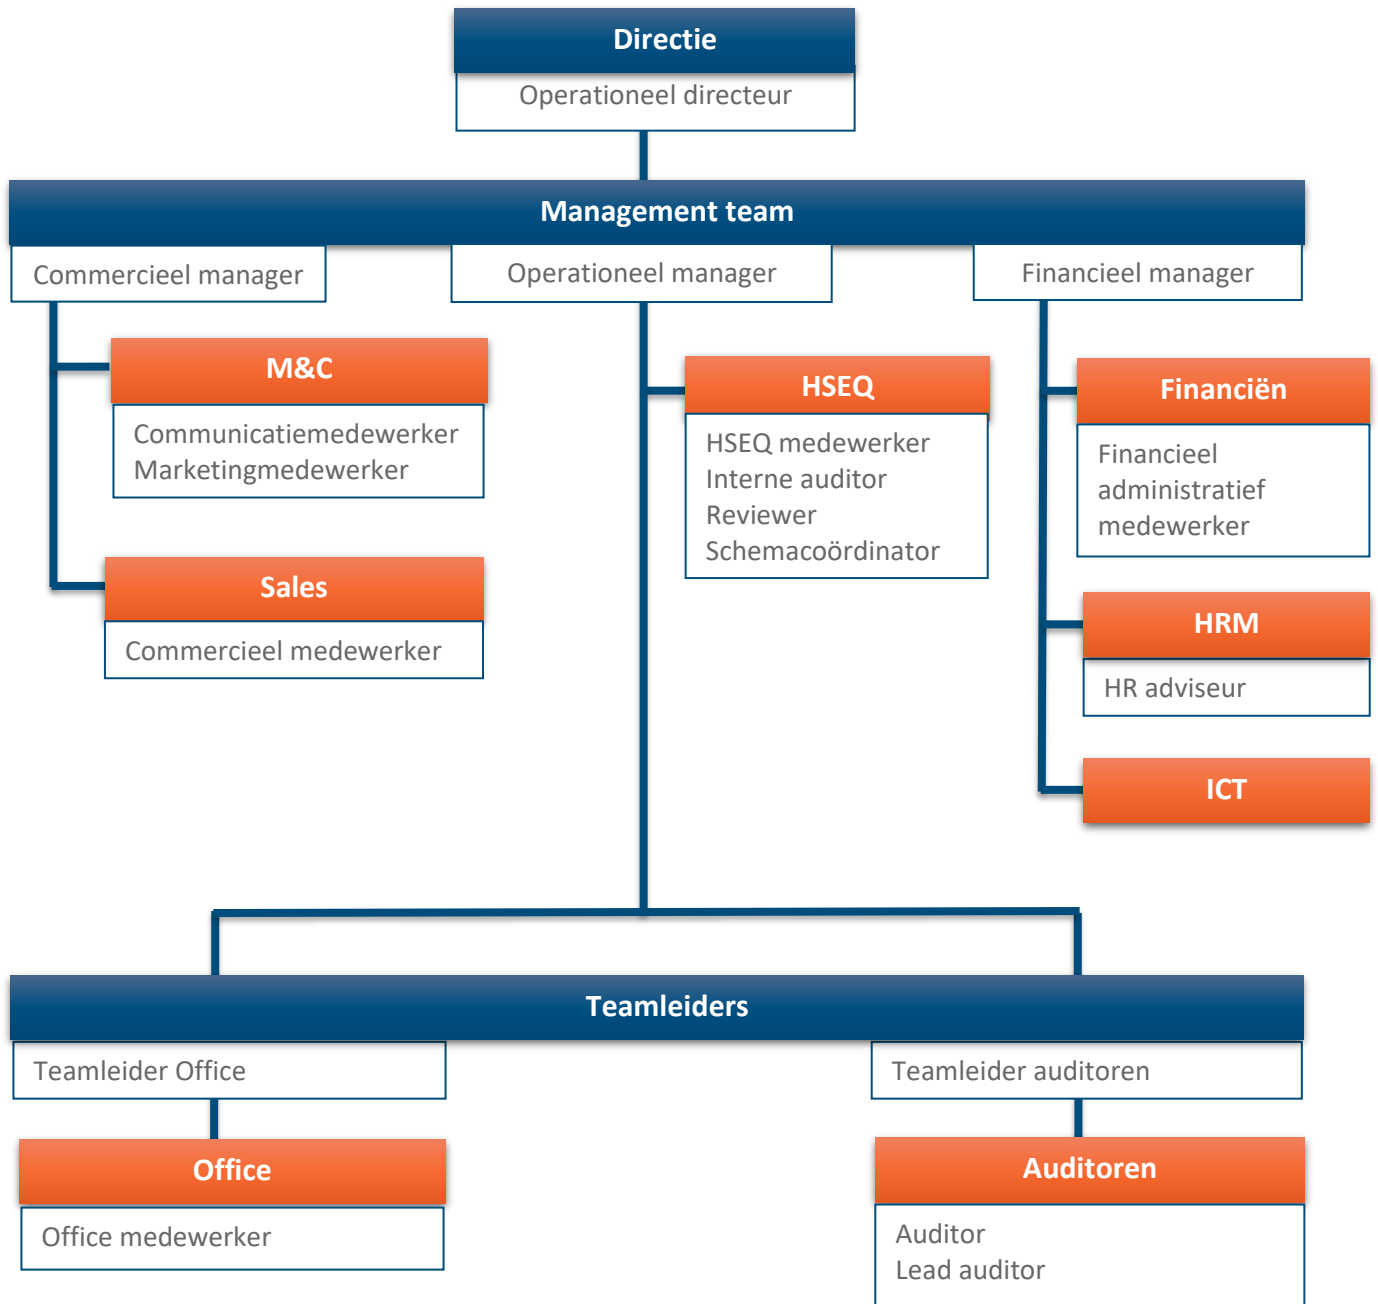 Directie
Operationeel directeur
Management team
Commercieel manager
Operationeel manager
Financieel manager
M&C
Communicatiemedewerker
Marketingmedewerker
Sales
Commercieel medewerker
HSEQ
HSEQ medewerker
Interne auditor
Reviewer
Schemacoördinator
Financiën
Financieel
administratief
medewerker
HRM
HR adviseur
ICT
Teamleiders
Teamleider Office
Teamleider auditoren
Office
Office medewerker
Auditoren
Auditor
Lead auditor